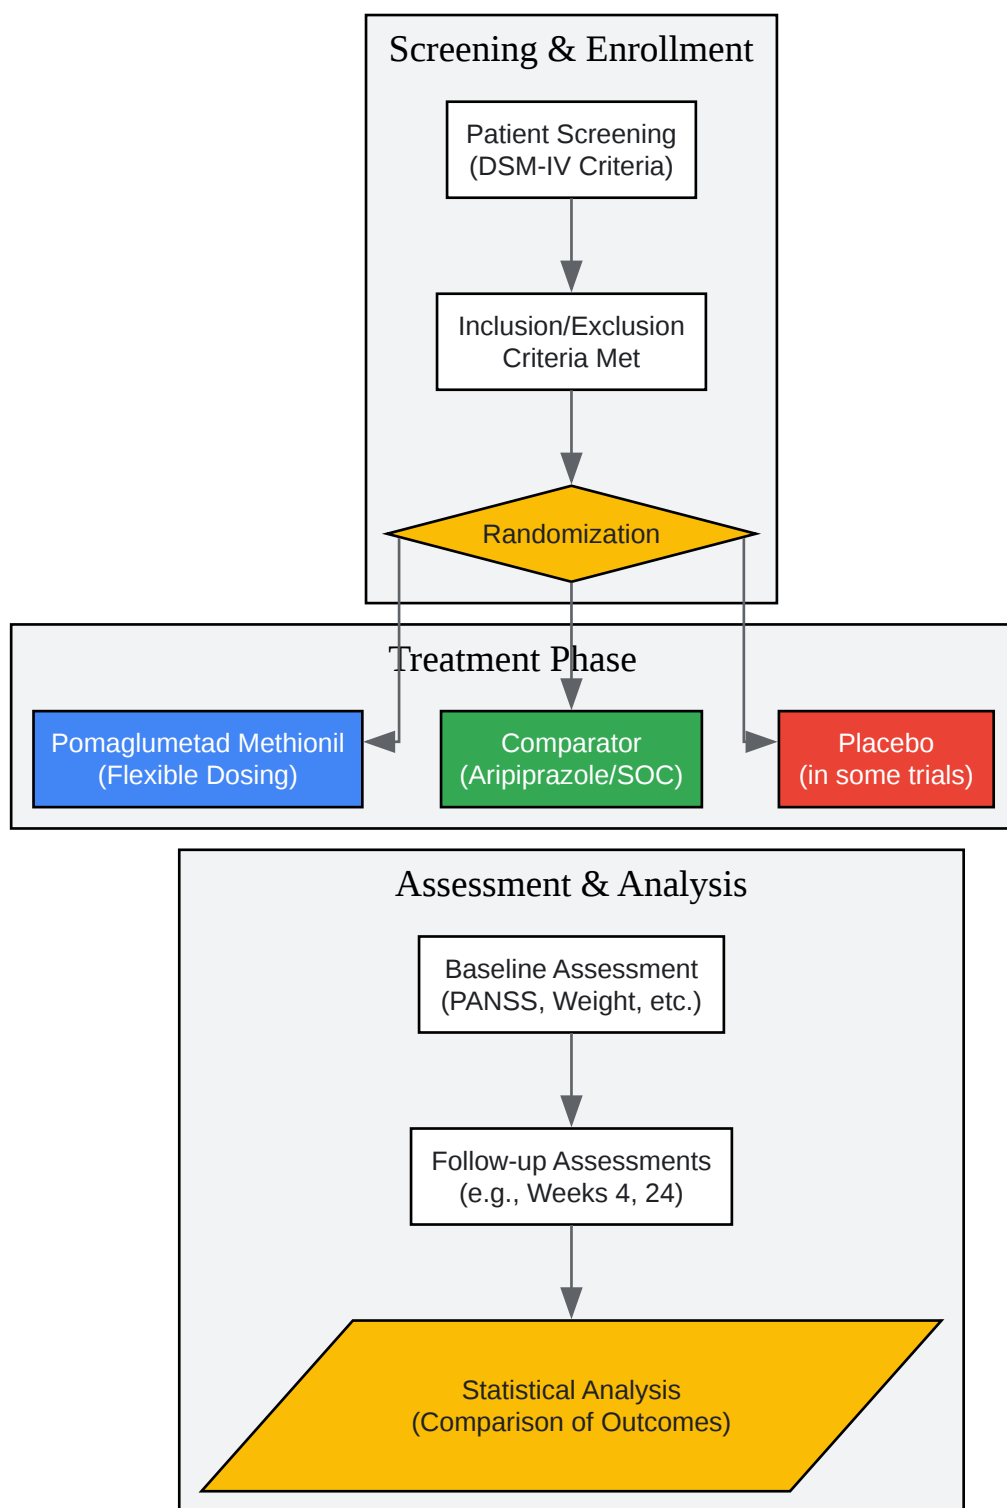 Screening & Enrollment
Patient Screening
(DSM-IV Criteria)
Inclusion/Exclusion
Criteria Met
Randomization
Treatment Phase
Pomaglumetad Methionil
(Flexible Dosing)
Comparator
(Aripiprazole/SOC)
Placebo
(in some trials)
Assessment & Analysis
Baseline Assessment
(PANSS, Weight, etc.)
Follow-up Assessments
(e.g., Weeks 4, 24)
Statistical Analysis
(Comparison of Outcomes)